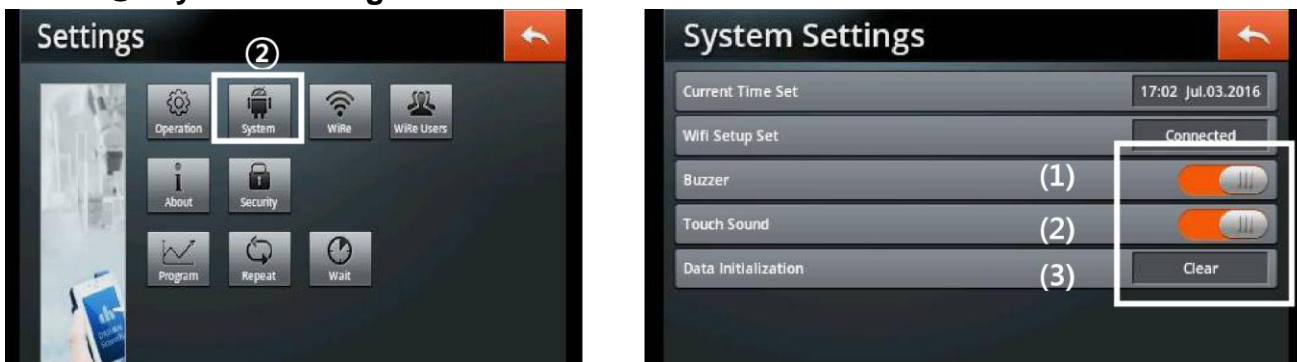 Settings
②
Operation
System
WiRe
WiRe Users
About
Security
Program
Repeat
Wait
System Settings
Current Time Set
17:02 Jul.03.2016
Wifi Setup Set
Connected
Buzzer
(1)
Touch Sound
(2)
Data Initialization
(3)
Clear